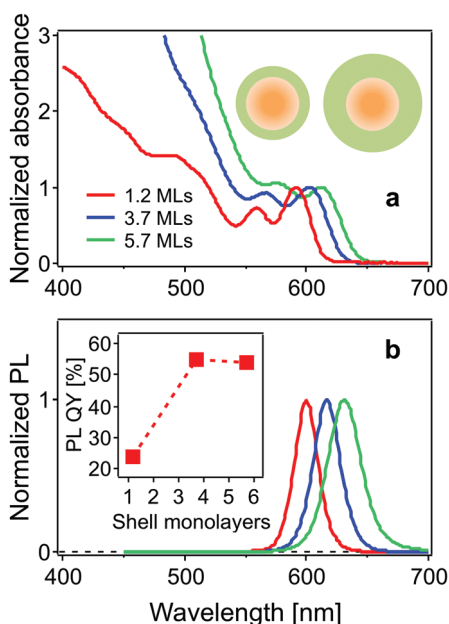 3
2
1
0
Normalized absorbance
1.2 MLs
3.7 MLs
5.7 MLs
a
400
500
600
700
b
1
0
Normalized PL
60
50
40
30
20
PL QY [%]
0 1 2 3 4 5 6
Shell monolayers
400
500
600
700
Wavelength [nm]